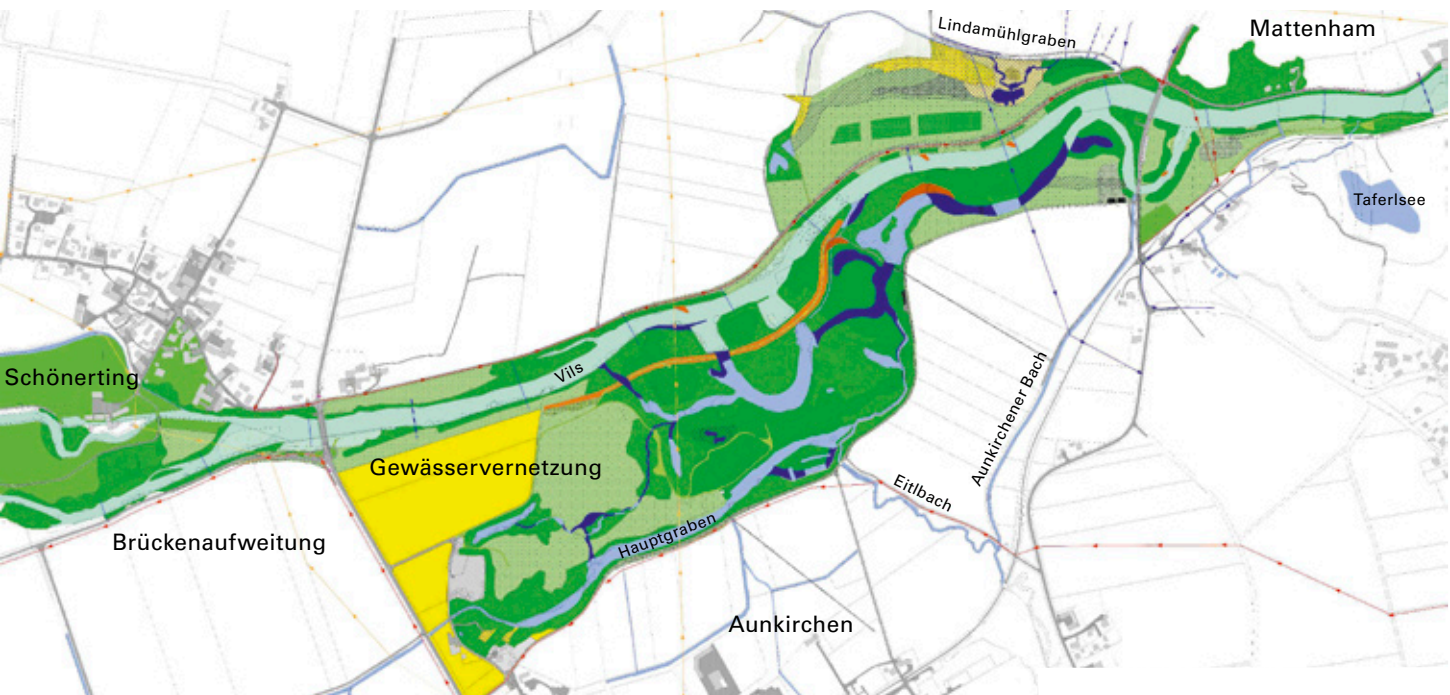 Mattenham
Lindamühlgraben
Taferlsee
Schönerting
Vils
Aunkirchener Bach
Gewässervernetzung
Eitlbach
Brückenaufweitung
Hauptgraben
Aunkirchen